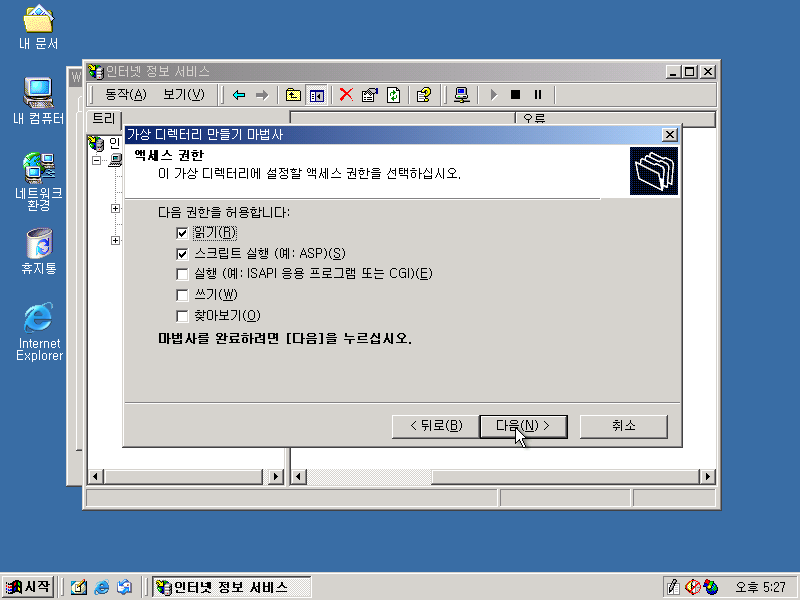 내 문서
내 컴퓨터
네트워크
환경
휴지통
Internet
Explorer
W
인터넷 정보 서비스
동작(A) 보기(V)
트리
오류
인
가상 디렉터리 만들기 마법사
액세스 권한
이 가상 디렉터리에 설정할 액세스 권한을 선택하십시오.
다음 권한을 허용합니다:
읽기(R)
스크립트 실행 (예: ASP)(S)
실행 (예: ISAPI 응용 프로그램 또는 CGI)(E)
쓰기(W)
찾아보기(O)
마법사를 완료하려면 [다음]을 누르십시오.
< 뒤로(B) 다음(N) > 취소
시작 인터넷 정보 서비스 오후 5:27